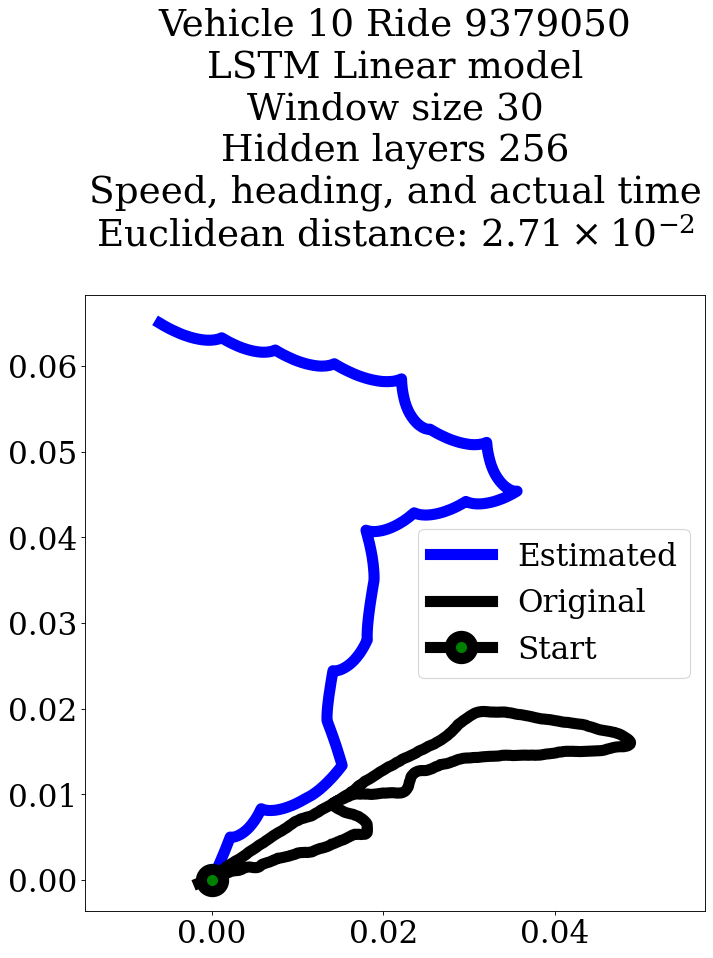 Vehicle 10 Ride 9379050
LSTM Linear model
Window size 30
Hidden layers 256
Speed, heading, and actual time
Euclidean distance: 2.71 × 10⁻²
0.06
0.05
0.04
0.03
0.02
0.01
0.00
Estimated
Original
Start
0.00 0.02 0.04